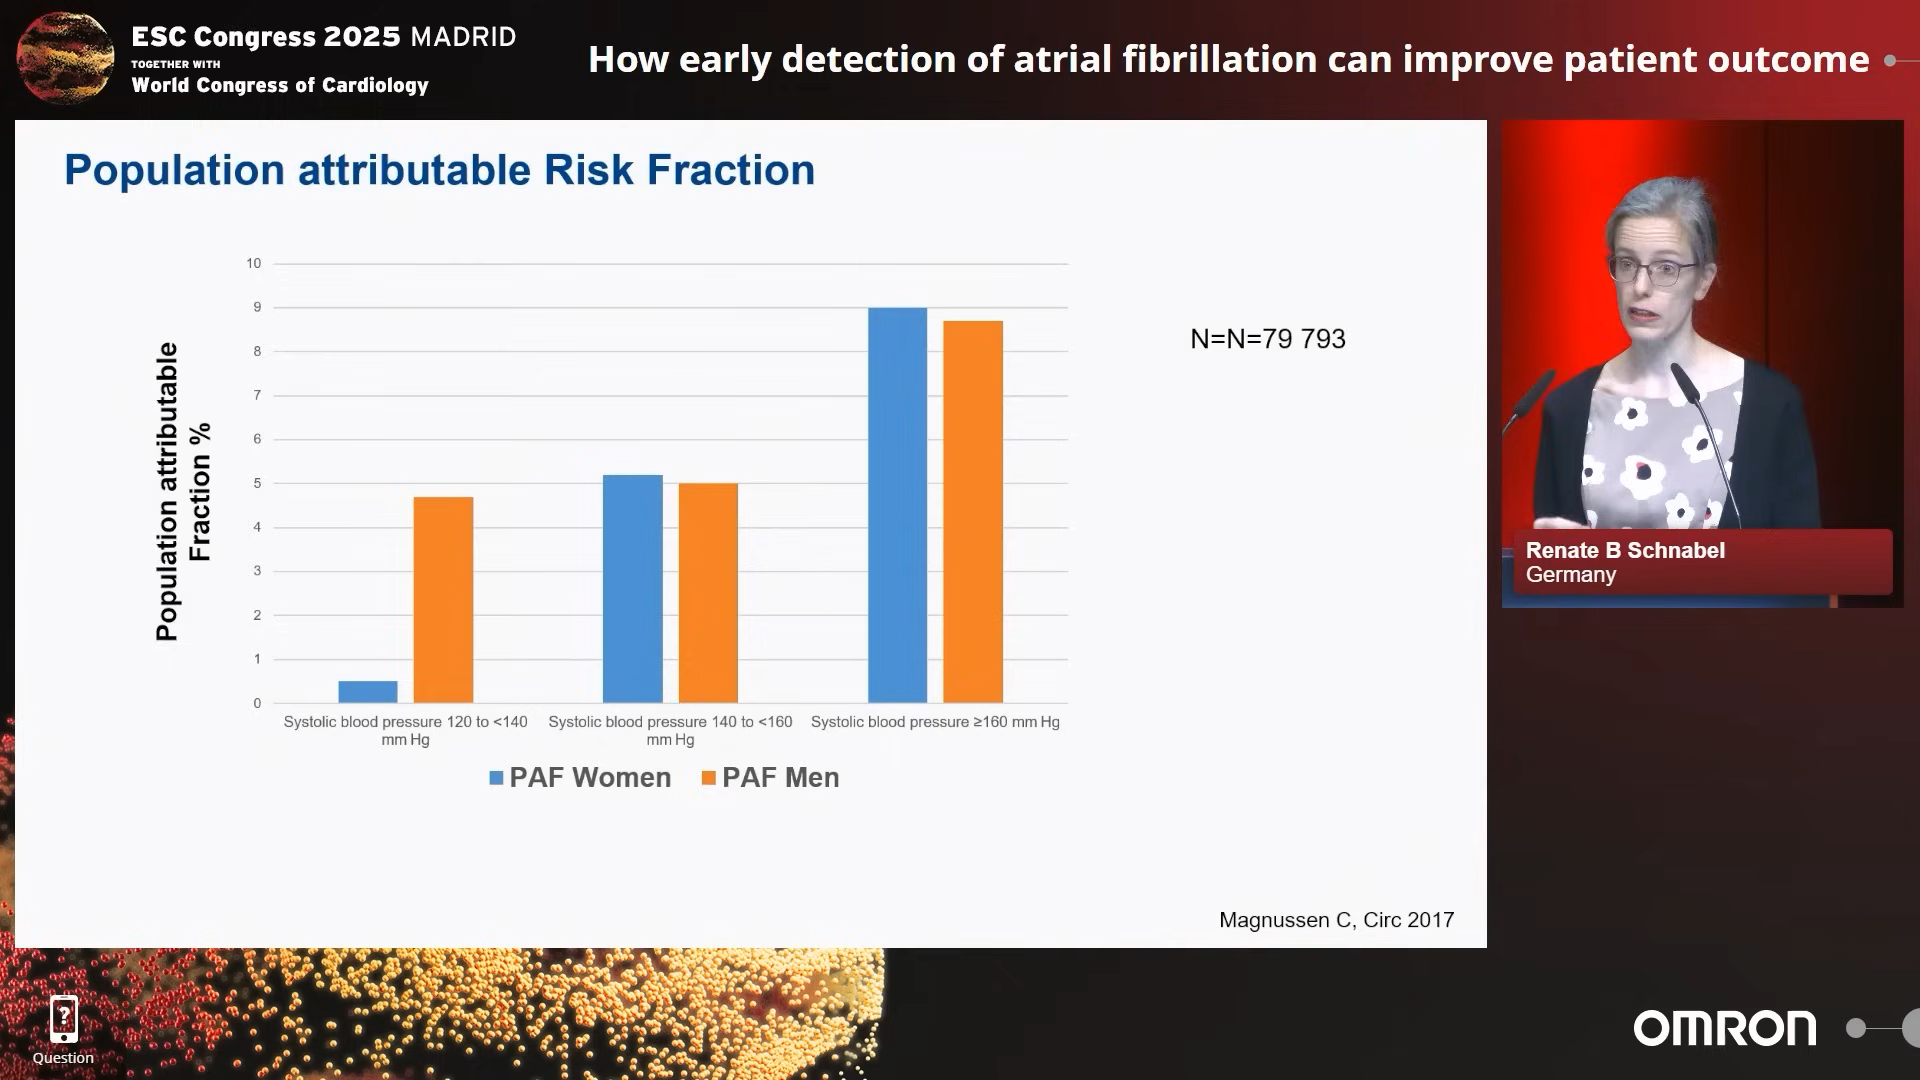 ESC Congress 2025 MADRID
TOGETHER WITH
World Congress of Cardiology
How early detection of atrial fibrillation can improve patient outcome
Population attributable Risk Fraction
Population attributable
Fraction %
10
9
8
7
6
5
4
3
2
1
0
Systolic blood pressure 120 to <140
mm Hg
Systolic blood pressure 140 to <160
mm Hg
Systolic blood pressure ≥160 mm Hg
PAF Women
PAF Men
N=N=79 793
Magnussen C, Circ 2017
Renate B Schnabel
Germany
?
Question
OMRON